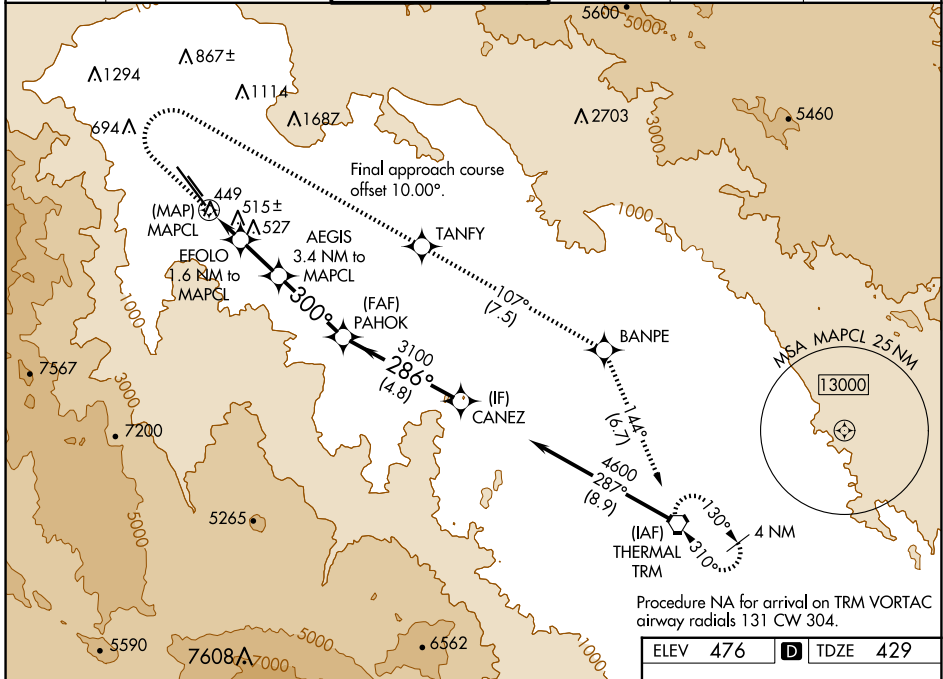 5600
5000
867±
1294
1114
694
1687
2703
5460
3000
Final approach course
offset 10.00°.
1000
449
515±
527
(MAP)
MAPCL
EFOLO
1.6 NM to
MAPCL
AEGIS
3.4 NM to
MAPCL
TANFY
107°
(7.5)
300°
(FAF)
PAHOK
BANPE
1000
3100
286°
(4.8)
(IF)
CANEZ
MSA MAPCL 25 NM
13000
7567
3000
7200
144°
(6.7)
4600
287°
(8.9)
5000
5265
(IAF)
THERMAL
TRM
130°
310°
4 NM
Procedure NA for arrival on TRM VORTAC
airway radials 131 CW 304.
5590
7608
5000
7000
6562
3000
1000
ELEV 476 D TDZE 429